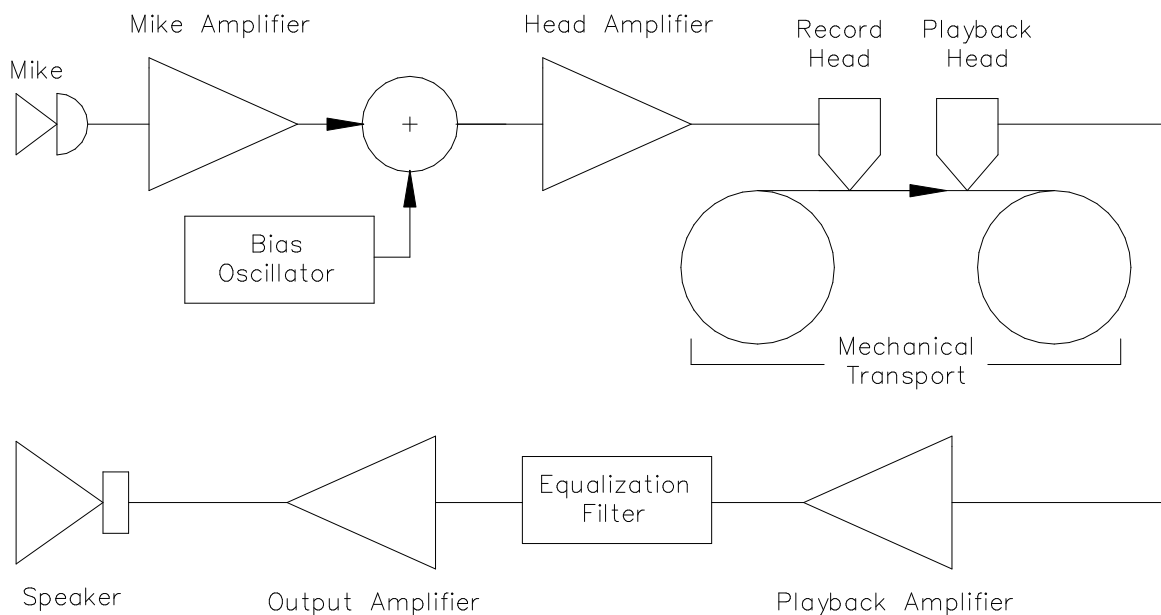 Mike Amplifier
Head Amplifier
Record
Head
Playback
Head
Mike
+
Bias
Oscillator
Mechanical
Transport
Equalization
Filter
Speaker
Output Amplifier
Playback Amplifier